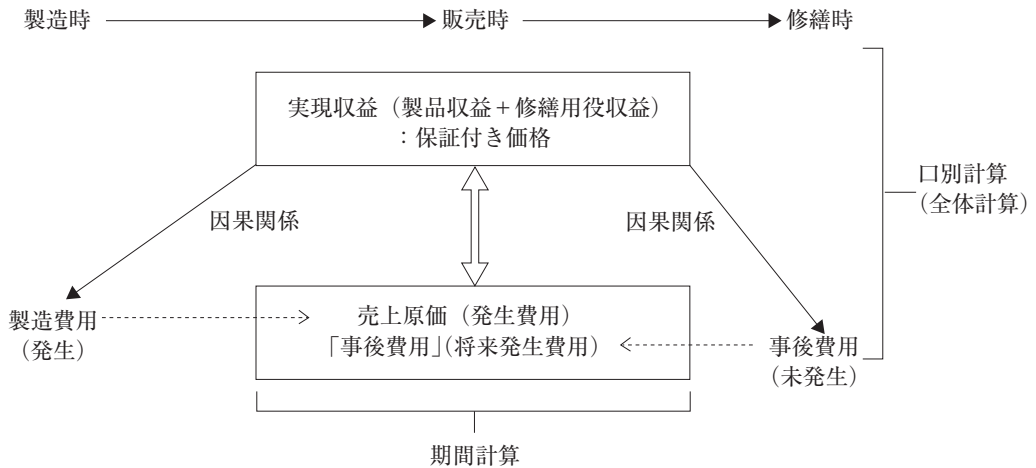 製造時
販売時
修繕時
実現収益（製品収益＋修繕用役収益）
：保証付き価格
口別計算
（全体計算）
因果関係
因果関係
製造費用
（発生）
売上原価（発生費用）
「事後費用」（将来発生費用）
事後費用
（未発生）
期間計算